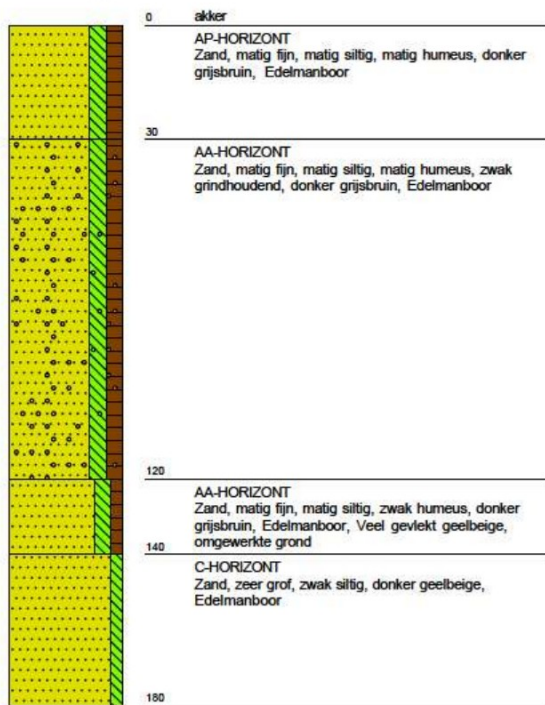 0 akker
AP-HORIZONT
Zand, matig fijn, matig siltig, matig humeus, donker
grijsbruin, Edelmanboor
30
AA-HORIZONT
Zand, matig fijn, matig siltig, matig humeus, zwak
grindhoudend, donker grijsbruin, Edelmanboor
120
AA-HORIZONT
Zand, matig fijn, matig siltig, zwak humeus, donker
grijsbruin, Edelmanboor, Veel gevlekt geelbeige,
omgewerkte grond
140
C-HORIZONT
Zand, zeer grof, zwak siltig, donker geelbeige,
Edelmanboor
180